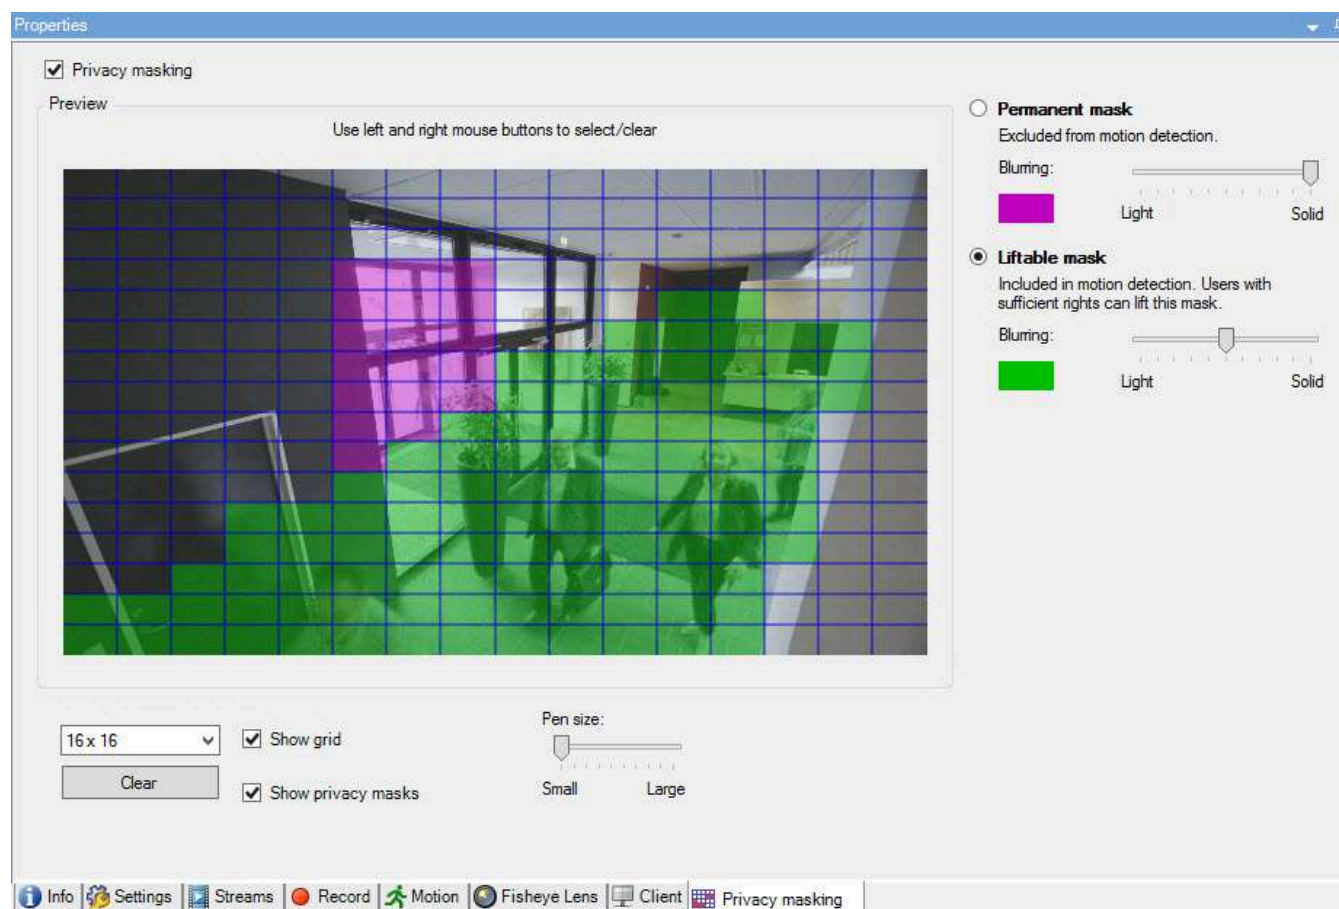 Properties
Privacy masking
Preview
Use left and right mouse buttons to select/clear
Permanent mask
Excluded from motion detection.
Blurring:
Light Solid
Liftable mask
Included in motion detection. Users with
sufficient rights can lift this mask.
Blurring:
Light Solid
16 x 16
Show grid
Clear
Show privacy masks
Pen size:
Small Large
Info Settings Streams Record Motion Fisheye Lens Client Privacy masking